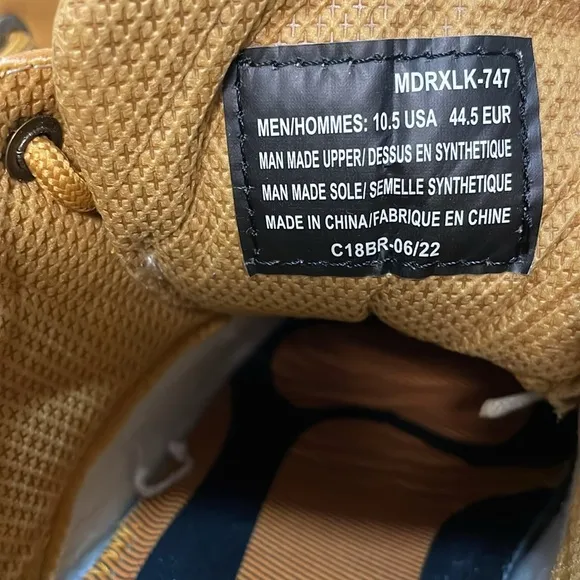 MDRXLK-747
MEN/HOMMES: 10.5 USA 44.5 EUR
MAN MADE UPPER/ DESSUS EN SYNTHETIQUE
MAN MADE SOLE/ SEMELLE SYNTHETIQUE
MADE IN CHINA/FABRIQUE EN CHINE
C18BR-06/22